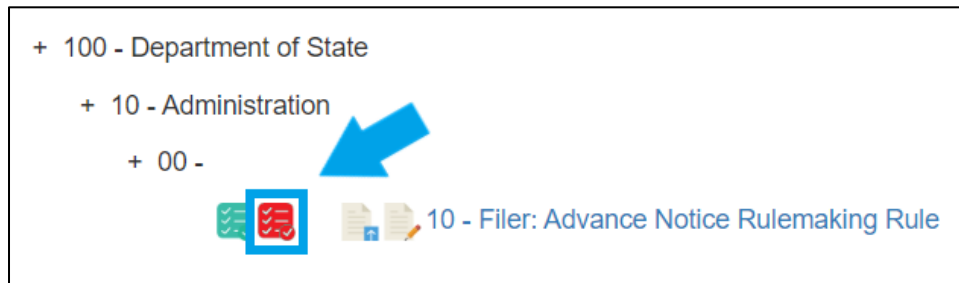 + 100 - Department of State
+ 10 - Administration
+ 00 -
10 - Filer: Advance Notice Rulemaking Rule